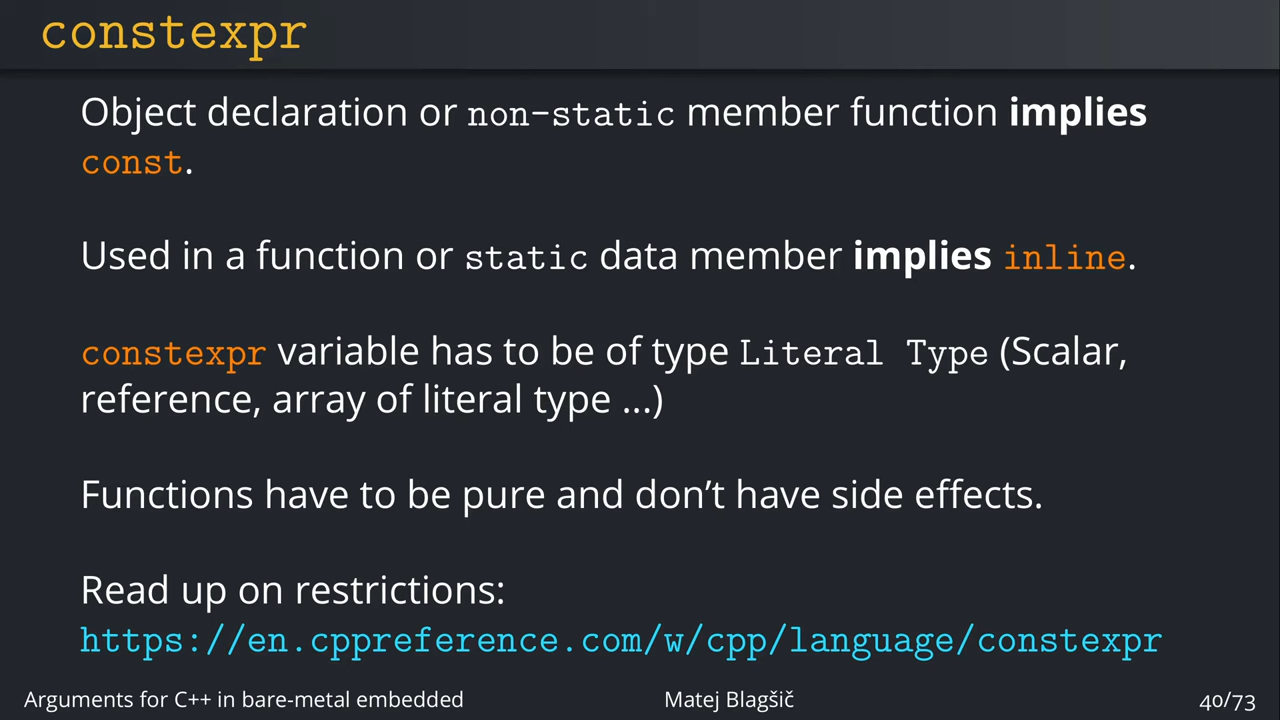 constexpr
Object declaration or non-static member function implies
const.
Used in a function or static data member implies inline.
constexpr variable has to be of type Literal Type (Scalar,
reference, array of literal type ...)
Functions have to be pure and don’t have side effects.
Read up on restrictions:
https://en.cppreference.com/w/cpp/language/constexpr
Arguments for C++ in bare-metal embedded
Matej Blagšič
40/73